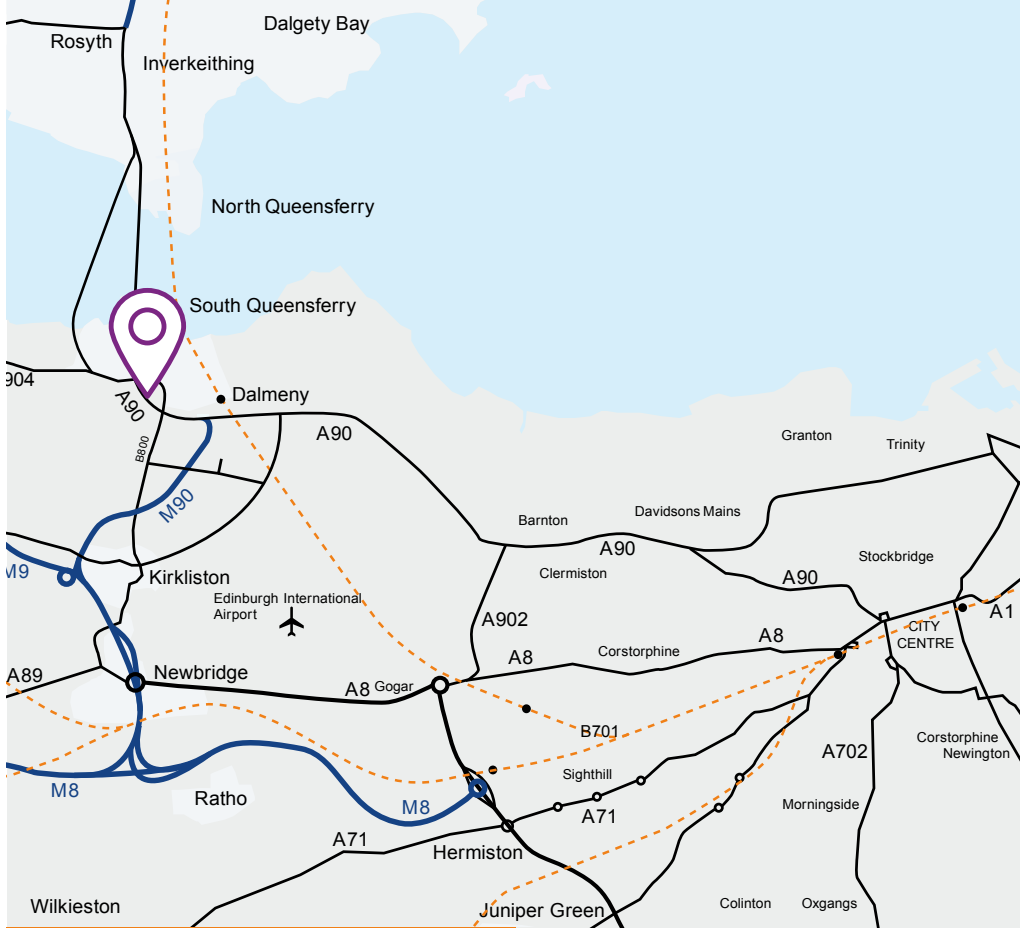 Dalgety Bay
Rosyth
Inverkeithing
North Queensferry
South Queensferry
904
A90
Dalmeny
A90
B800
Granton
Trinity
M90
Barnton
Davidsons Mains
A90
Stockbridge
M9
Kirkliston
Clermiston
A90
Edinburgh International
Airport
A902
A1
CITY
CENTRE
A89
Newbridge
A8
Gogar
A8
Corstorphine
A8
B701
A702
Corstorphine
Newington
M8
Ratho
M8
Sighthill
A71
Morningside
A71
Hermiston
Wilkieston
Juniper Green
Colinton
Oxgangs